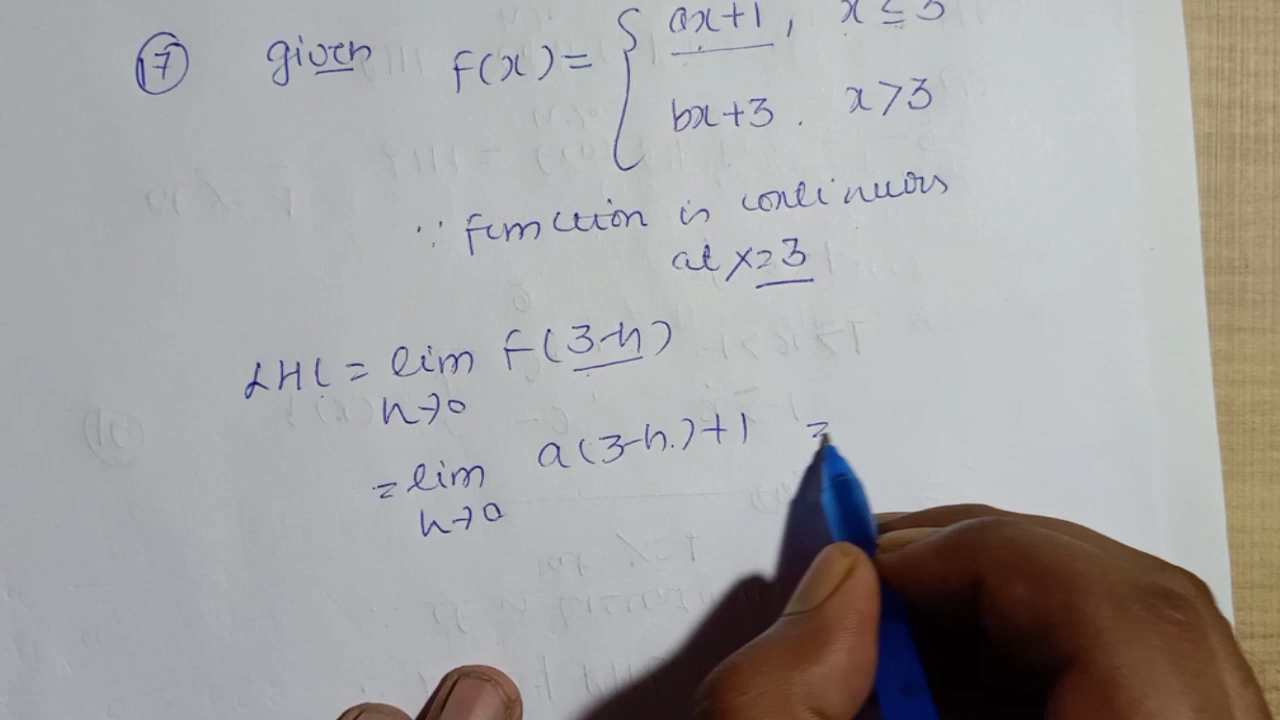 17 given f(x) = { ax+1, x ≤ 3
bx+3. x>3
∵ function is continuous
at x=3
LHL = lim f(3-h)
h→0
= lim a(3-h.)+1 =
h→0